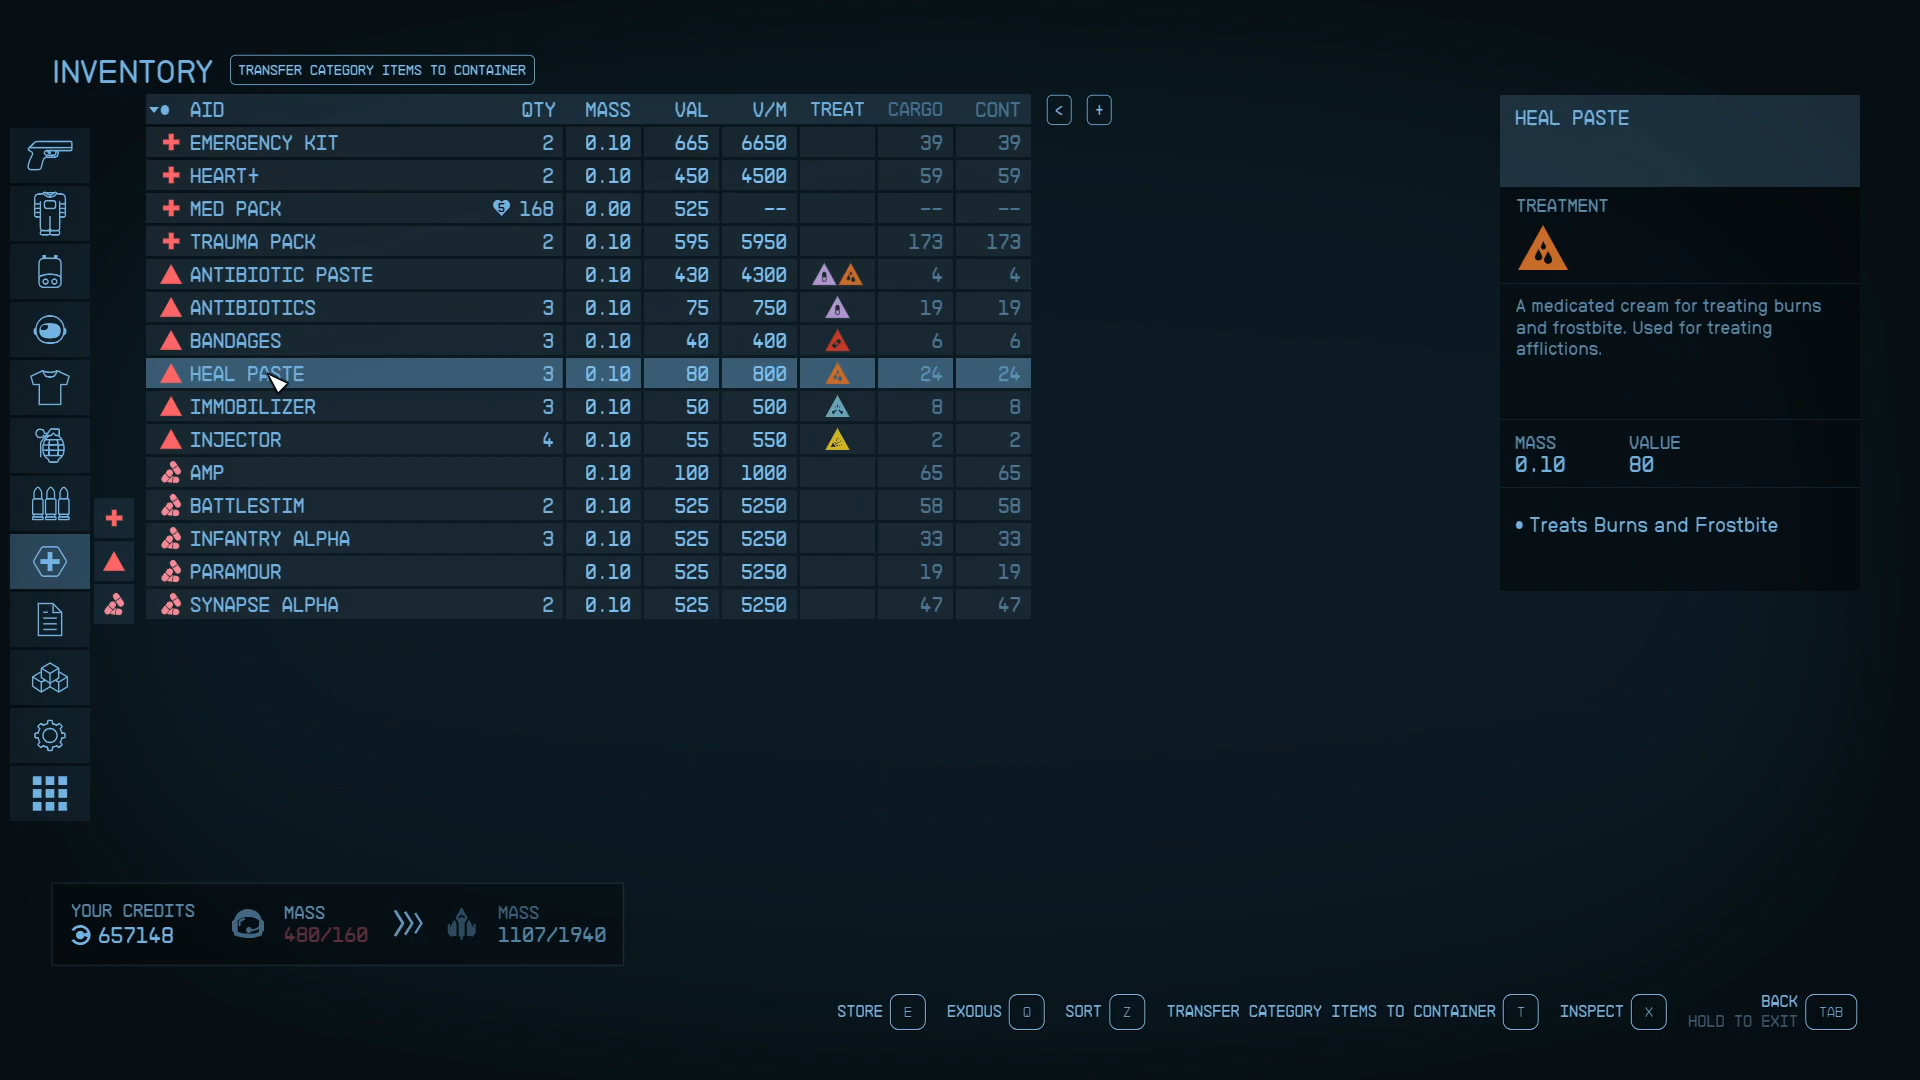 INVENTORY TRANSFER CATEGORY ITEMS TO CONTAINER
AID QTY MASS VAL V/M TREAT CARGO CONT < +
EMERGENCY KIT 2 0.10 665 6650 39 39
HEART+ 2 0.10 450 4500 59 59
MED PACK 5 168 0.00 525 -- -- --
TRAUMA PACK 2 0.10 595 5950 173 173
ANTIBIOTIC PASTE 0.10 430 4300 4 4
ANTIBIOTICS 3 0.10 75 750 19 19
BANDAGES 3 0.10 40 400 6 6
HEAL PASTE 3 0.10 80 800 24 24
IMMOBILIZER 3 0.10 50 500 8 8
INJECTOR 4 0.10 55 550 2 2
AMP 0.10 100 1000 65 65
BATTLESTIM 2 0.10 525 5250 58 58
INFANTRY ALPHA 3 0.10 525 5250 33 33
PARAMOUR 0.10 525 5250 19 19
SYNAPSE ALPHA 2 0.10 525 5250 47 47
HEAL PASTE
TREATMENT
A medicated cream for treating burns
and frostbite. Used for treating
afflictions.
MASS VALUE
0.10 80
• Treats Burns and Frostbite
YOUR CREDITS MASS MASS
657148 480/160 1107/1940
STORE E EXODUS Q SORT Z TRANSFER CATEGORY ITEMS TO CONTAINER T INSPECT X BACK TAB
HOLD TO EXIT